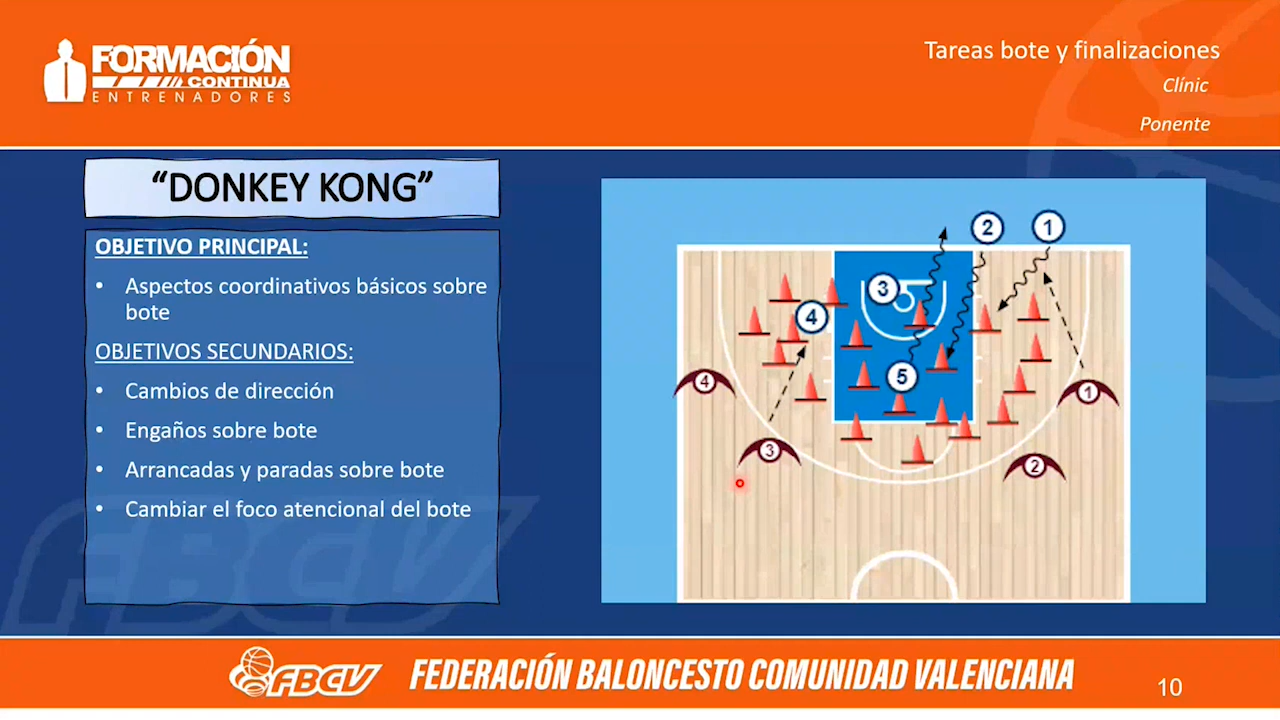 FORMACIÓN
CONTINUA
ENTRENADORES
Tareas bote y finalizaciones
Clínic
Ponente
“DONKEY KONG”
OBJETIVO PRINCIPAL:
• Aspectos coordinativos básicos sobre
bote
OBJETIVOS SECUNDARIOS:
• Cambios de dirección
• Engaños sobre bote
• Arrancadas y paradas sobre bote
• Cambiar el foco atencional del bote
2 1
3
4
5
4
1
3
2
FBCV
FBCV
FEDERACIÓN BALONCESTO COMUNIDAD VALENCIANA
10